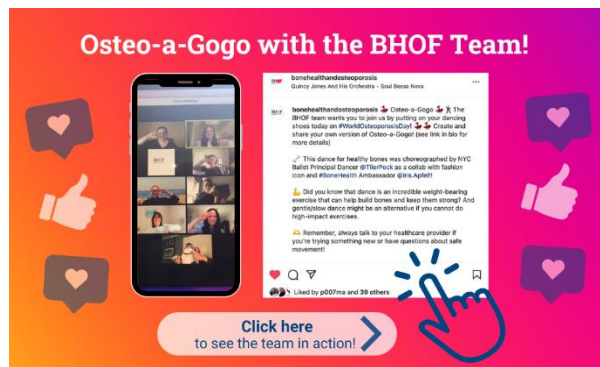 Osteo-a-Gogo with the BHOF Team!
BHOF
bonehealthandosteoporosis
Quincy Jones And His Orchestra • Soul Bossa Nova
bonehealthandosteoporosis 💃 Osteo-a-Gogo 💃🕺 The
BHOF team wants you to join us by putting on your dancing
shoes today on #WorldOsteoporosisDay! 💃 💃 Create and
share your own version of Osteo-a-Gogo! (see link in bio for
more details)
🦴 This dance for healthy bones was choreographed by NYC
Ballet Principal Dancer @TilerPeck as a collab with fashion
icon and #BoneHealth Ambassador @Iris.Apfel!!
💪 Did you know that dance is an incredible weight-bearing
exercise that can help build bones and keep them strong? And
gentle/slow dance might be an alternative if you cannot do
high-impact exercises.
🫶 Remember, always talk to your healthcare provider if
you're trying something new or have questions about safe
movement!
Liked by p007ma and 39 others
Click here
to see the team in action!